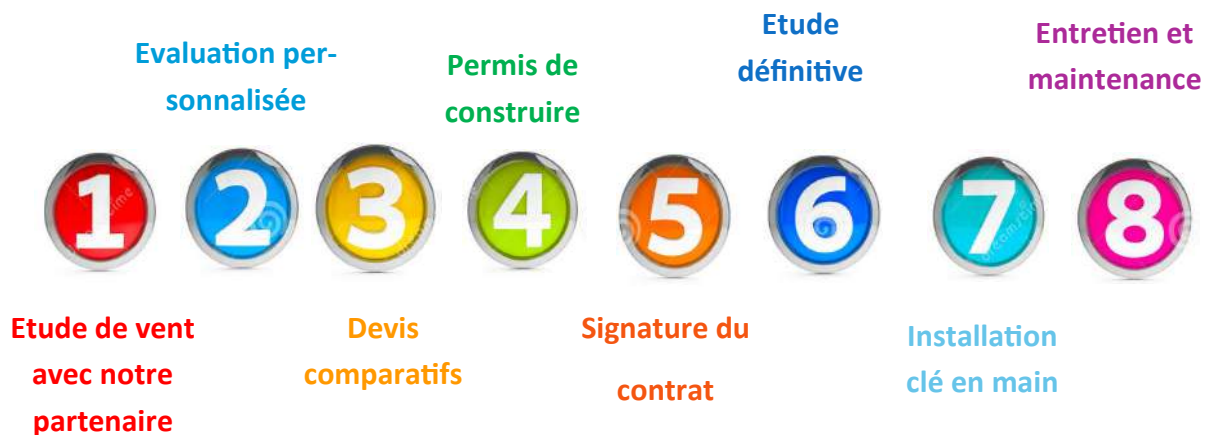 Etude
définitive
Entretien et
maintenance
Evaluation per-
sonnalisée
Permis de
construire
1 2 3 4 5 6 7 8
Etude de vent
avec notre
partenaire
Devis
comparatifs
Signature du
contrat
Installation
clé en main